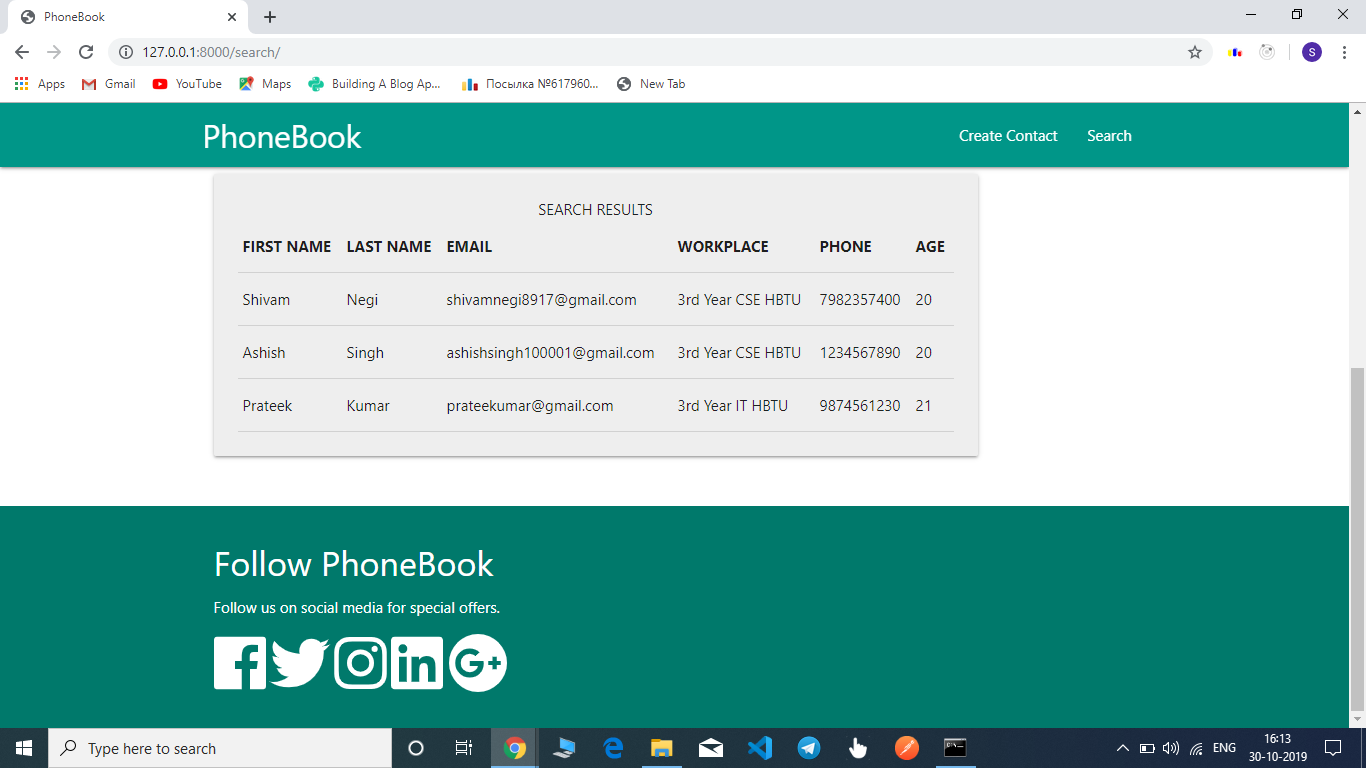 PhoneBook
127.0.0.1:8000/search/
S
Apps Gmail YouTube Maps Building A Blog Ap... Посылка №617960... New Tab
PhoneBook Create Contact Search
SEARCH RESULTS
FIRST NAME LAST NAME EMAIL WORKPLACE PHONE AGE
Shivam Negi shivamnegi8917@gmail.com 3rd Year CSE HBTU 7982357400 20
Ashish Singh ashishsingh100001@gmail.com 3rd Year CSE HBTU 1234567890 20
Prateek Kumar prateekumar@gmail.com 3rd Year IT HBTU 9874561230 21
Follow PhoneBook
Follow us on social media for special offers.
Type here to search
ENG
16:13
30-10-2019